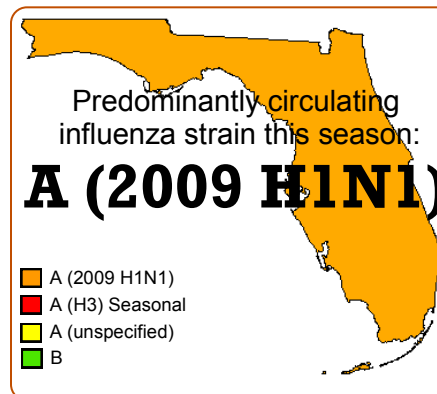 Predominantly circulating
influenza strain this season:
A (2009 H1N1)
A (2009 H1N1)
A (H3) Seasonal
A (unspecified)
B